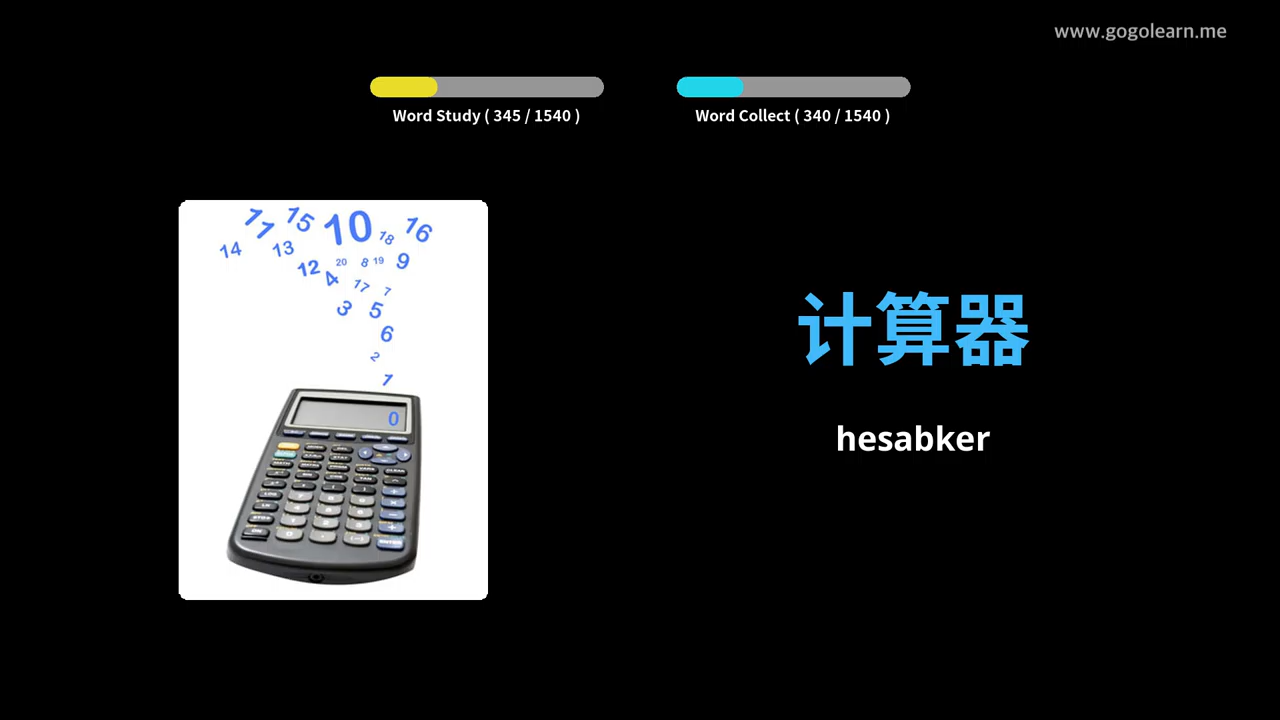 www.gogolearn.me
Word Study ( 345 / 1540 )
Word Collect ( 340 / 1540 )
11 15 10 16
14 13 18
12 20 8 19 9
4 17 7
3 5
6
2
1
0
计算器
hesabker